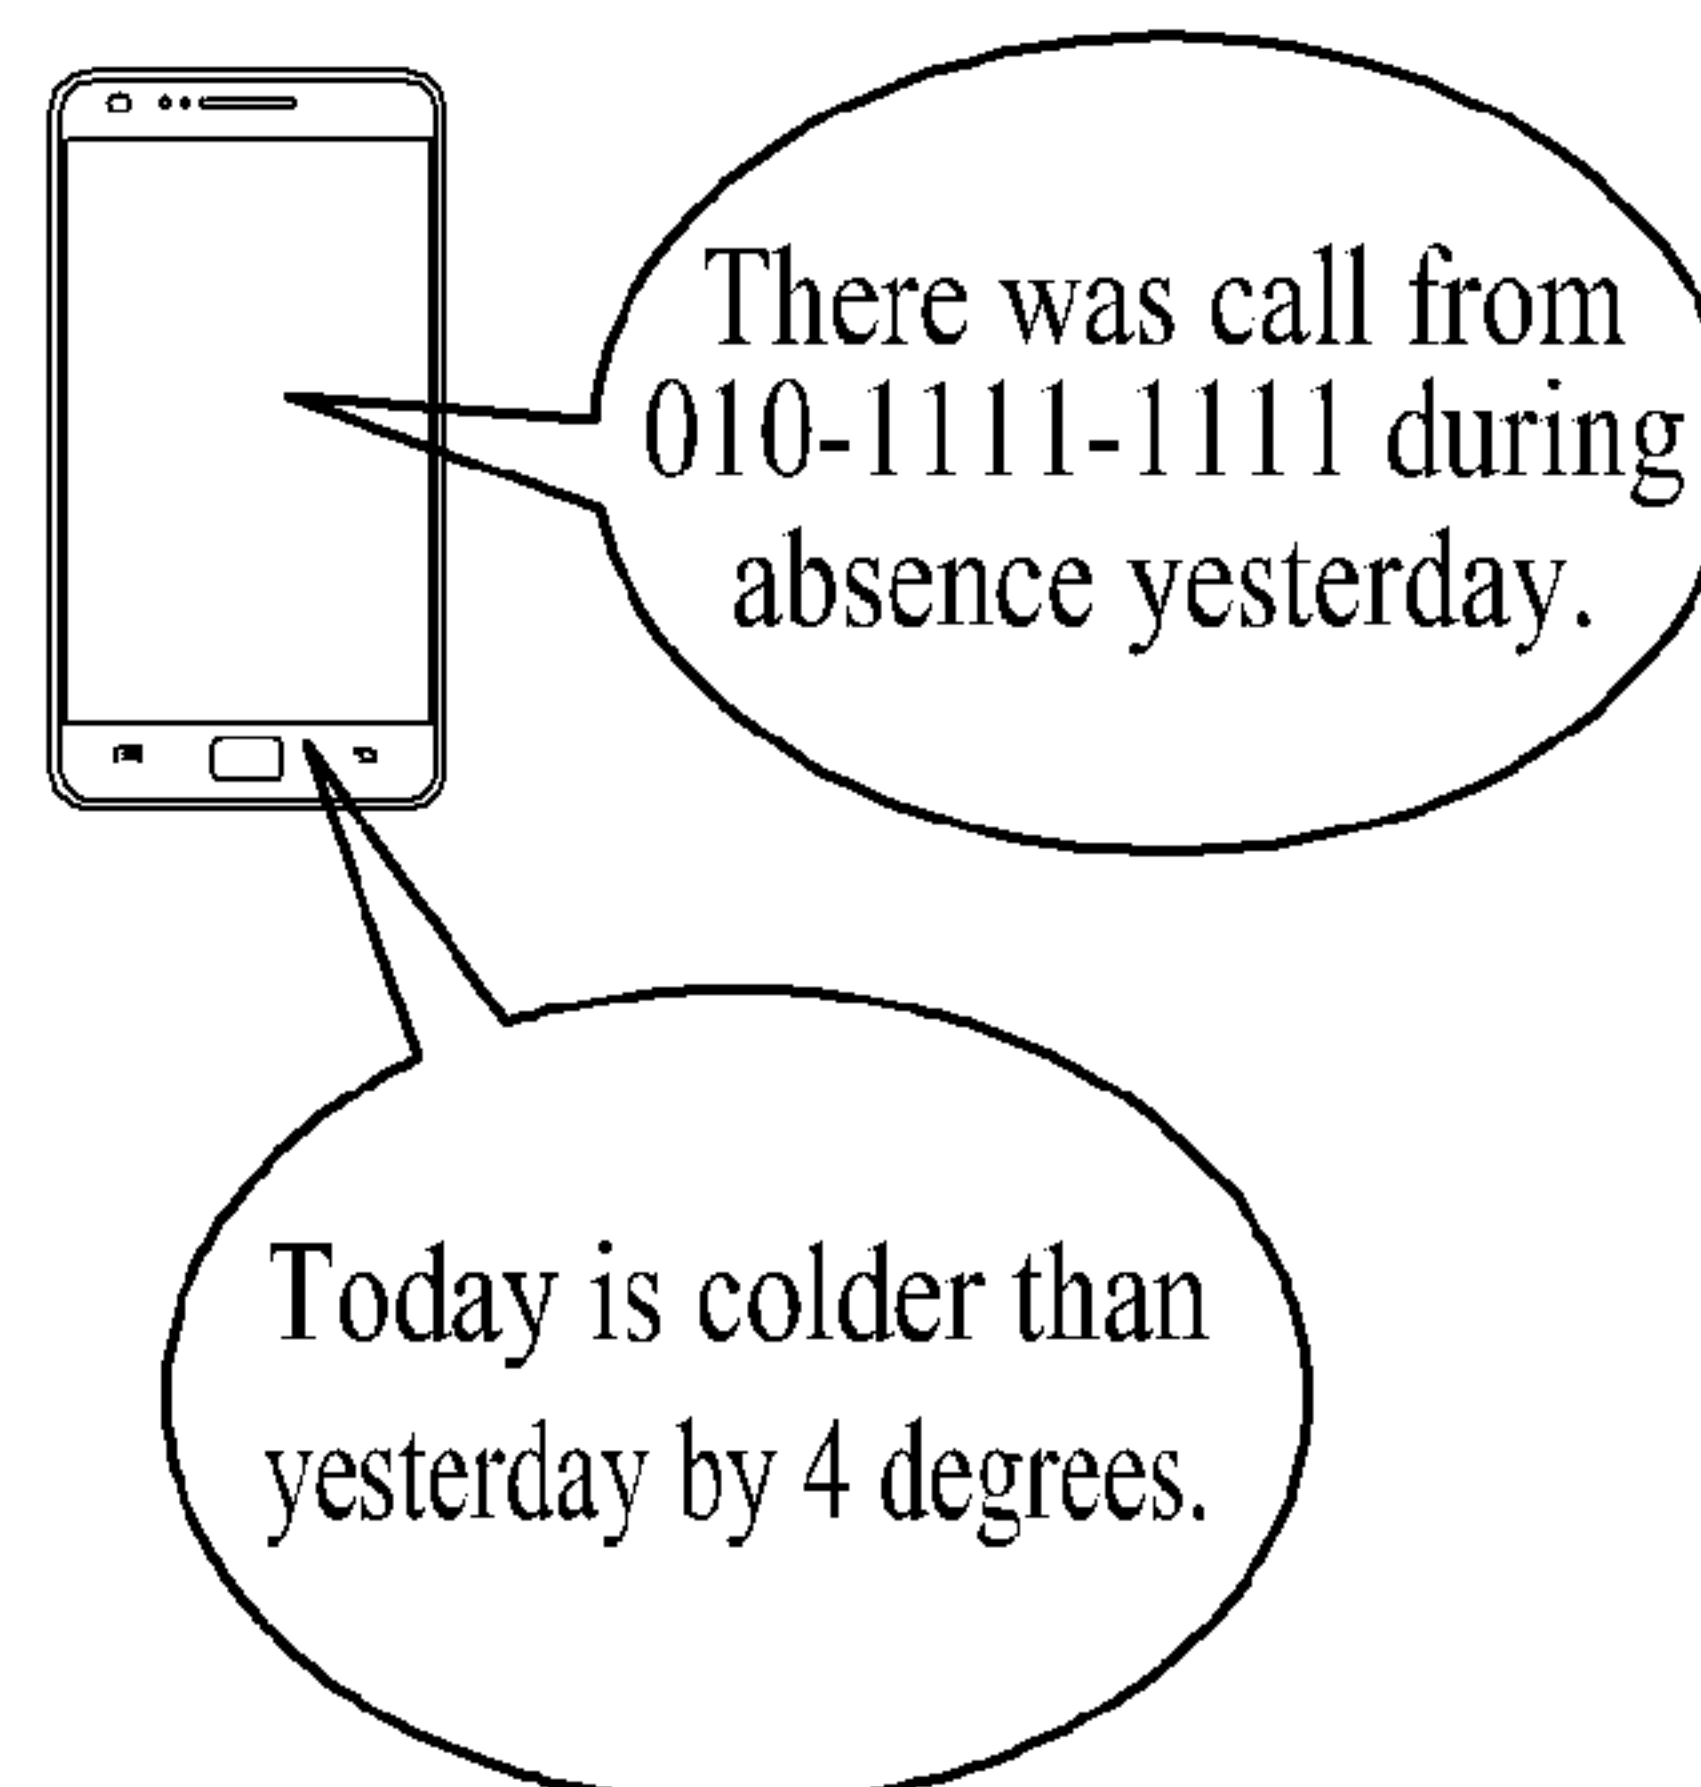 There was call from
010-1111-1111 during
absence yesterday.
Today is colder than
yesterday by 4 degrees.